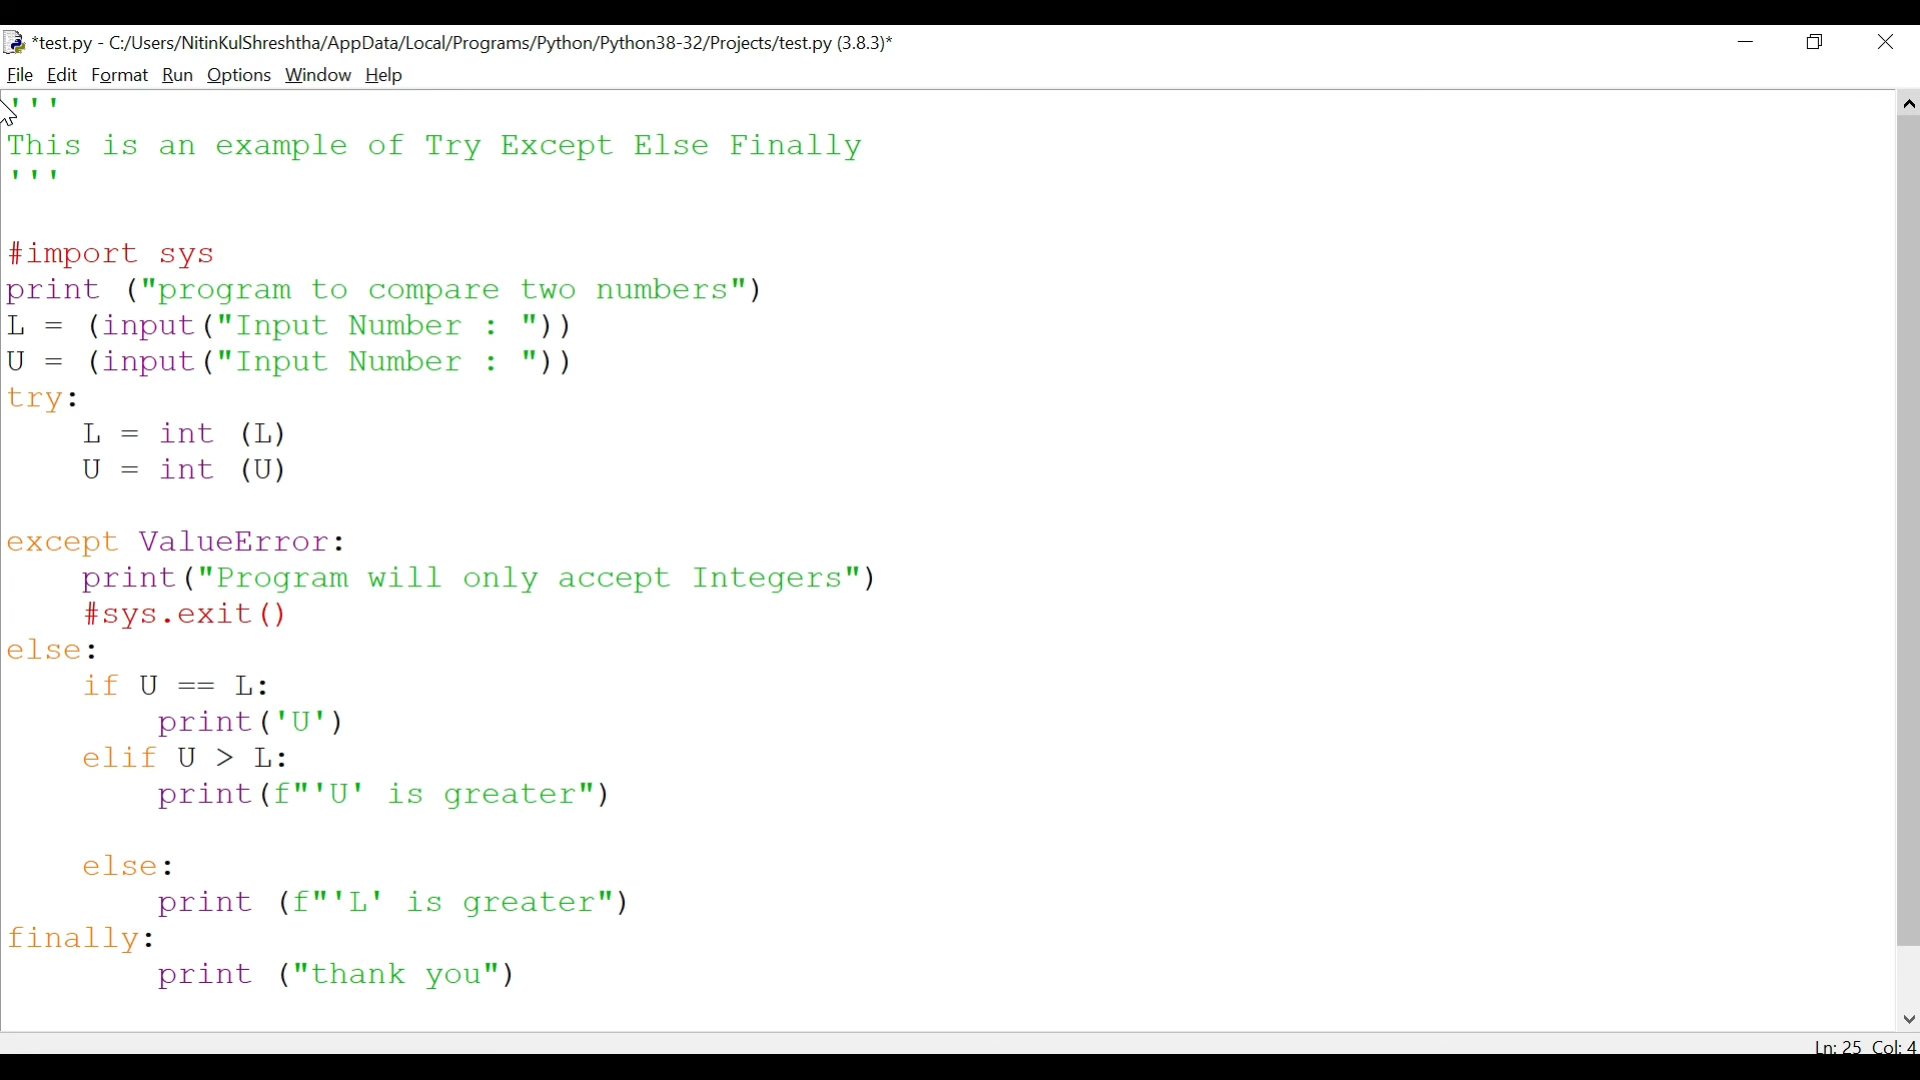 *test.py - C:/Users/NitinKulShreshtha/AppData/Local/Programs/Python/Python38-32/Projects/test.py (3.8.3)*
File Edit Format Run Options Window Help
'''
This is an example of Try Except Else Finally
'''
#import sys
print ("program to compare two numbers")
L = (input("Input Number : "))
U = (input("Input Number : "))
try:
    L = int (L)
    U = int (U)
except ValueError:
    print("Program will only accept Integers")
    #sys.exit()
else:
    if U == L:
        print('U')
    elif U > L:
        print(f"'U' is greater")
    else:
        print (f"'L' is greater")
finally:
        print ("thank you")
Ln: 25 Col: 4